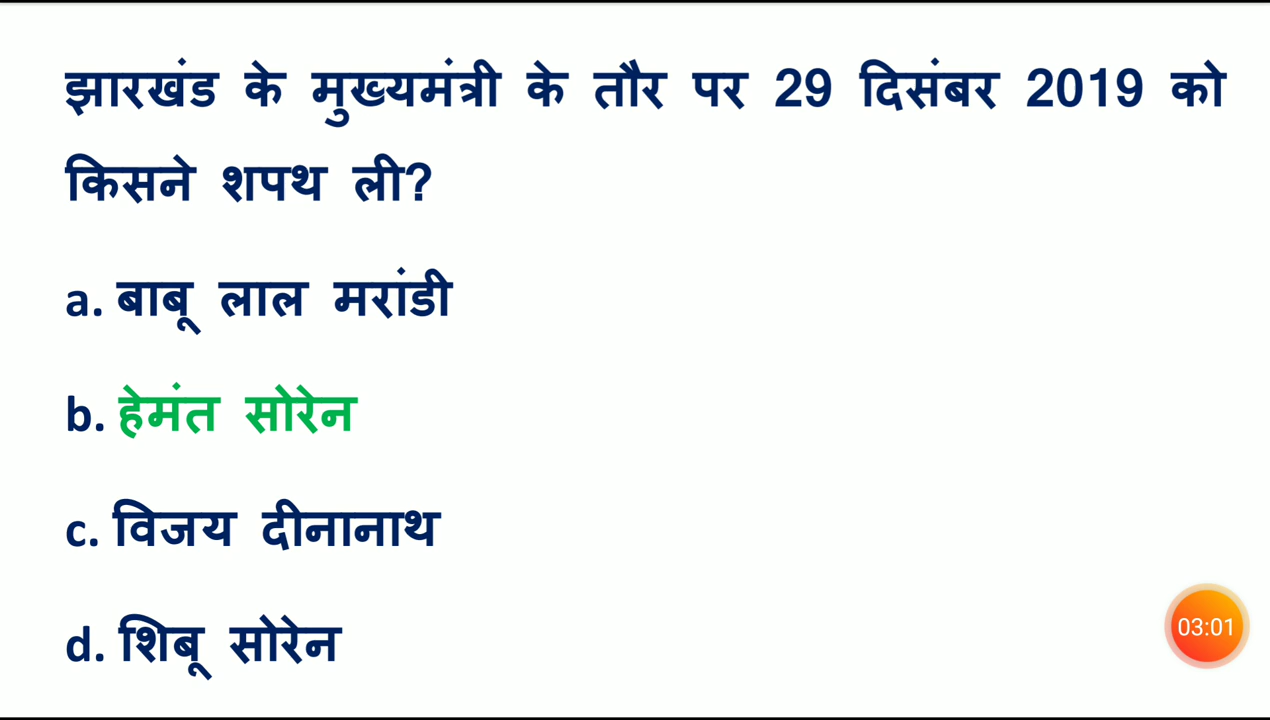 झारखंड के मुख्यमंत्री के तौर पर 29 दिसंबर 2019 को
किसने शपथ ली?
a. बाबू लाल मरांडी
b. हेमंत सोरेन
c. विजय दीनानाथ
d. शिबू सोरेन
03:01